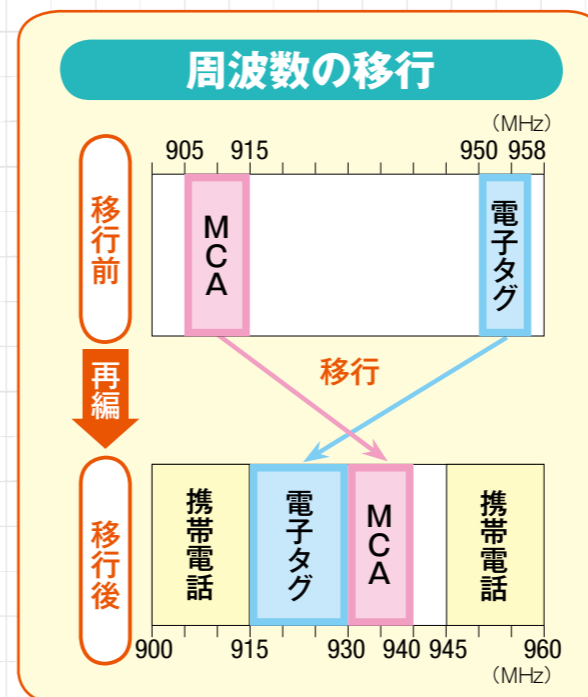 周波数の移行
(MHz)
905 915 950 958
移行前
MCA
電子タグ
移行
再編
移行後
携帯電話
電子タグ
MCA
携帯電話
900 915 930 940 945 960
(MHz)